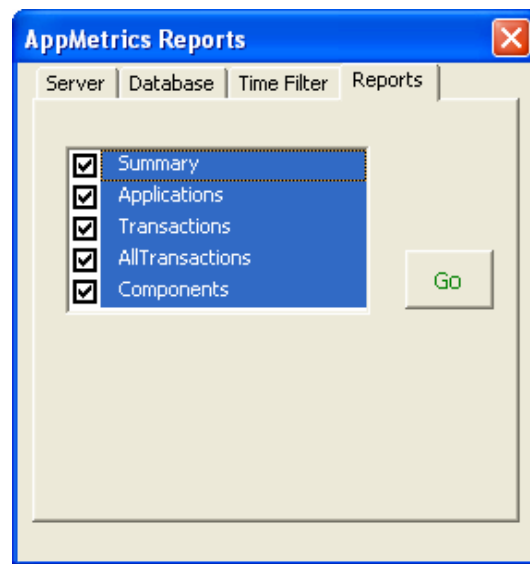 AppMetrics Reports
Server Database Time Filter Reports
Summary
Applications
Transactions
AllTransactions
Components
Go